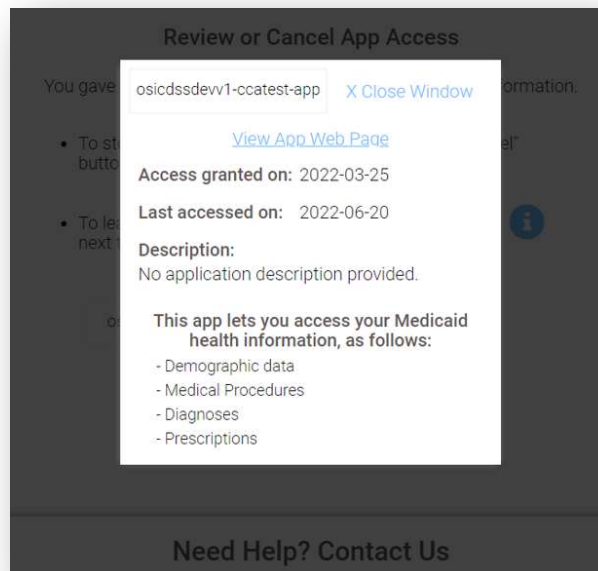 Review or Cancel App Access
You gave
ormation.
osicdssdevv1-ccatest-app
X Close Window
View App Web Page
Access granted on: 2022-03-25
Last accessed on: 2022-06-20
Description:
No application description provided.
This app lets you access your Medicaid
health information, as follows:
- Demographic data
- Medical Procedures
- Diagnoses
- Prescriptions
Need Help? Contact Us